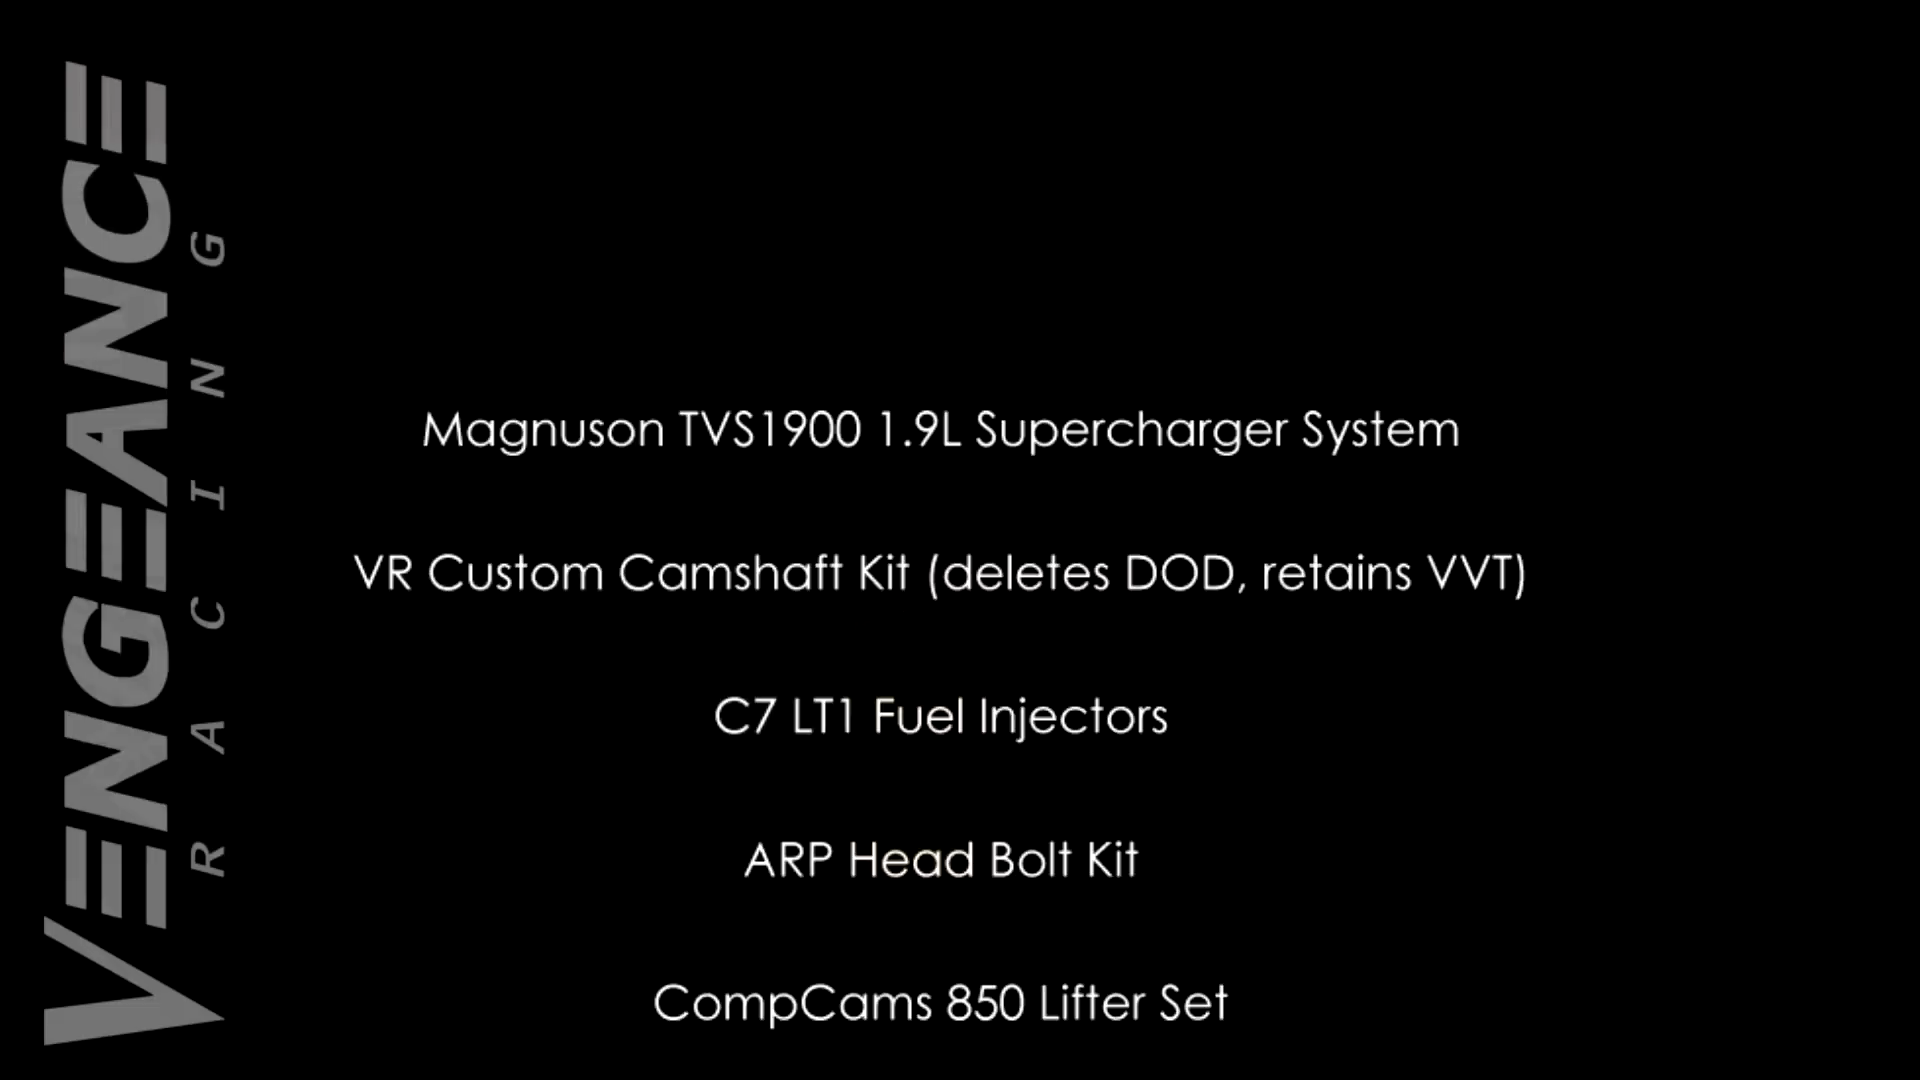 VENGEANCE
RACING
Magnuson TVS1900 1.9L Supercharger System
VR Custom Camshaft Kit (deletes DOD, retains VVT)
C7 LT1 Fuel Injectors
ARP Head Bolt Kit
CompCams 850 Lifter Set